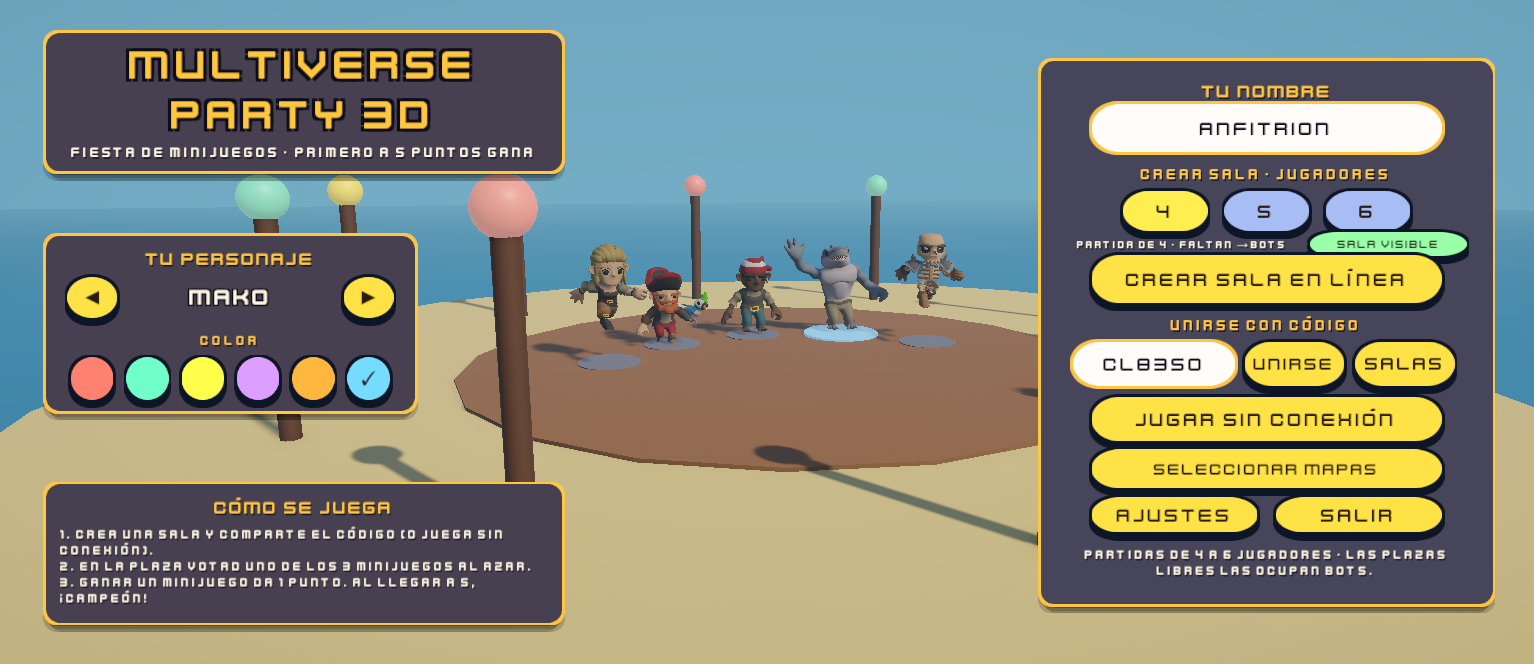 MULTIVERSE
PARTY 3D
FIESTA DE MINIJUEGOS · PRIMERO A 5 PUNTOS GANA
TU PERSONAJE
◀ MAKO ▶
COLOR
✓
CÓMO SE JUEGA
1. CREA UNA SALA Y COMPARTE EL CÓDIGO (O JUEGA SIN
CONEXIÓN).
2. EN LA PLAZA VOTAD UNO DE LOS 3 MINIJUEGOS AL AZAR.
3. GANAR UN MINIJUEGO DA 1 PUNTO. AL LLEGAR A 5,
¡CAMPEÓN!
TU NOMBRE
ANFITRION
CREAR SALA · JUGADORES
4 5 6
PARTIDA DE 4 · FALTAN →BOTS SALA VISIBLE
CREAR SALA EN LÍNEA
UNIRSE CON CÓDIGO
CL8350 UNIRSE SALAS
JUGAR SIN CONEXIÓN
SELECCIONAR MAPAS
AJUSTES SALIR
PARTIDAS DE 4 A 6 JUGADORES · LAS PLAZAS
LIBRES LAS OCUPAN BOTS.